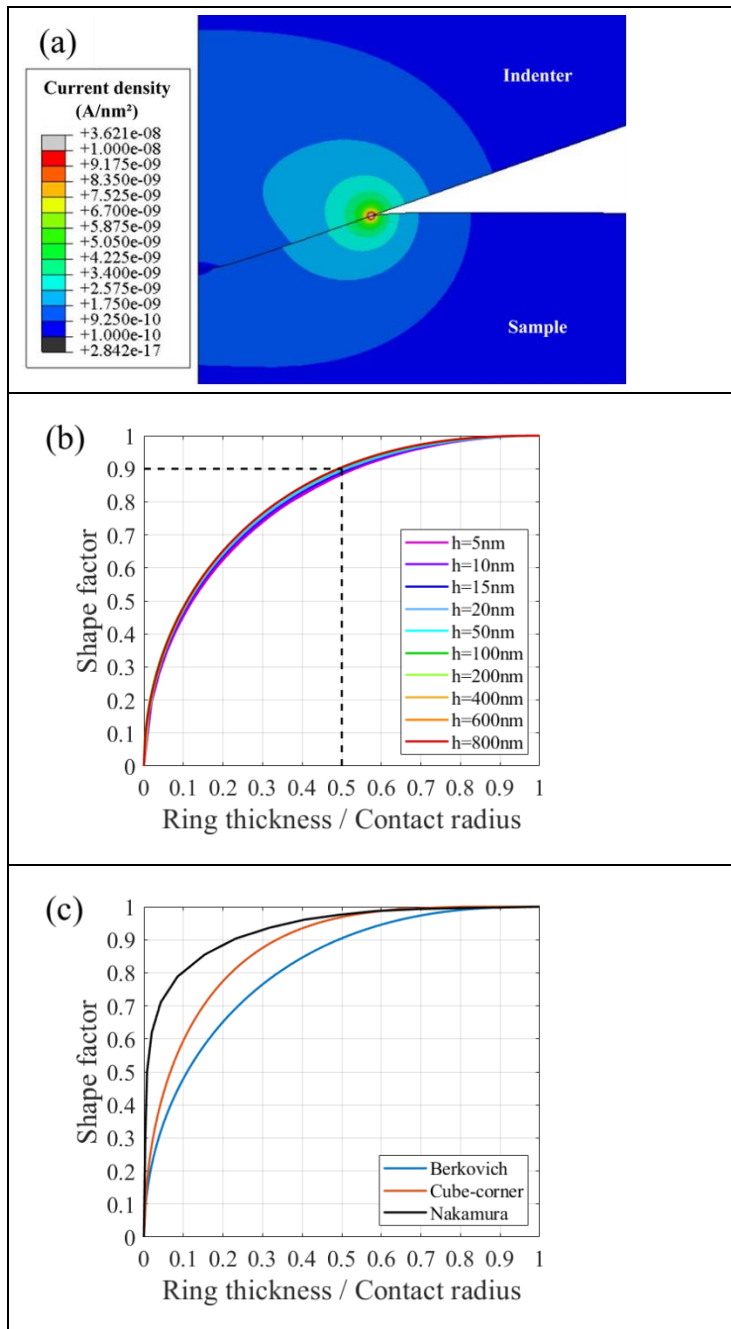 (a)
Indenter
Current density
(A/nm²)
+3.621e-08
+1.000e-08
+9.175e-09
+8.350e-09
+7.525e-09
+6.700e-09
+5.875e-09
+5.050e-09
+4.225e-09
+3.400e-09
+2.575e-09
+1.750e-09
+9.250e-10
+1.000e-10
+2.842e-17
Sample
(b)
1
0.9
0.8
0.7
0.6
0.5
0.4
0.3
0.2
0.1
0
Shape factor
h=5nm
h=10nm
h=15nm
h=20nm
h=50nm
h=100nm
h=200nm
h=400nm
h=600nm
h=800nm
0 0.1 0.2 0.3 0.4 0.5 0.6 0.7 0.8 0.9 1
Ring thickness / Contact radius
(c)
1
0.9
0.8
0.7
0.6
0.5
0.4
0.3
0.2
0.1
0
Shape factor
Berkovich
Cube-corner
Nakamura
0 0.1 0.2 0.3 0.4 0.5 0.6 0.7 0.8 0.9 1
Ring thickness / Contact radius